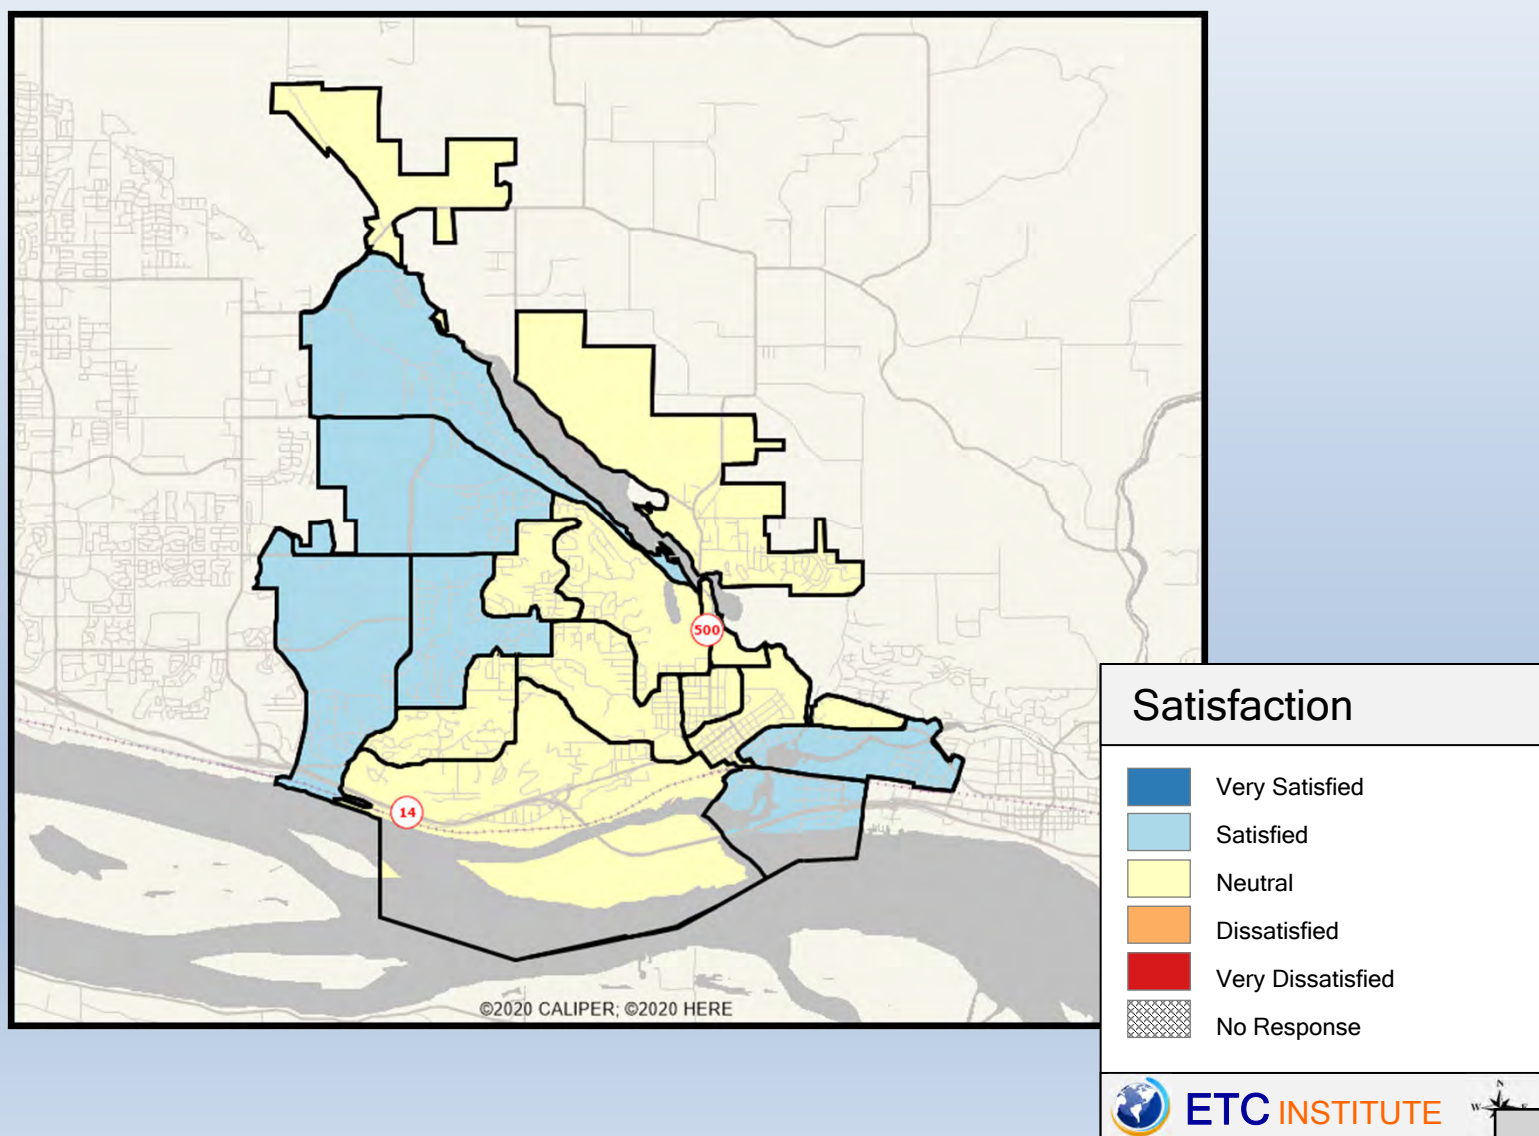 500
14
©2020 CALIPER; ©2020 HERE
Satisfaction
Very Satisfied
Satisfied
Neutral
Dissatisfied
Very Dissatisfied
No Response
ETC INSTITUTE
N
W E